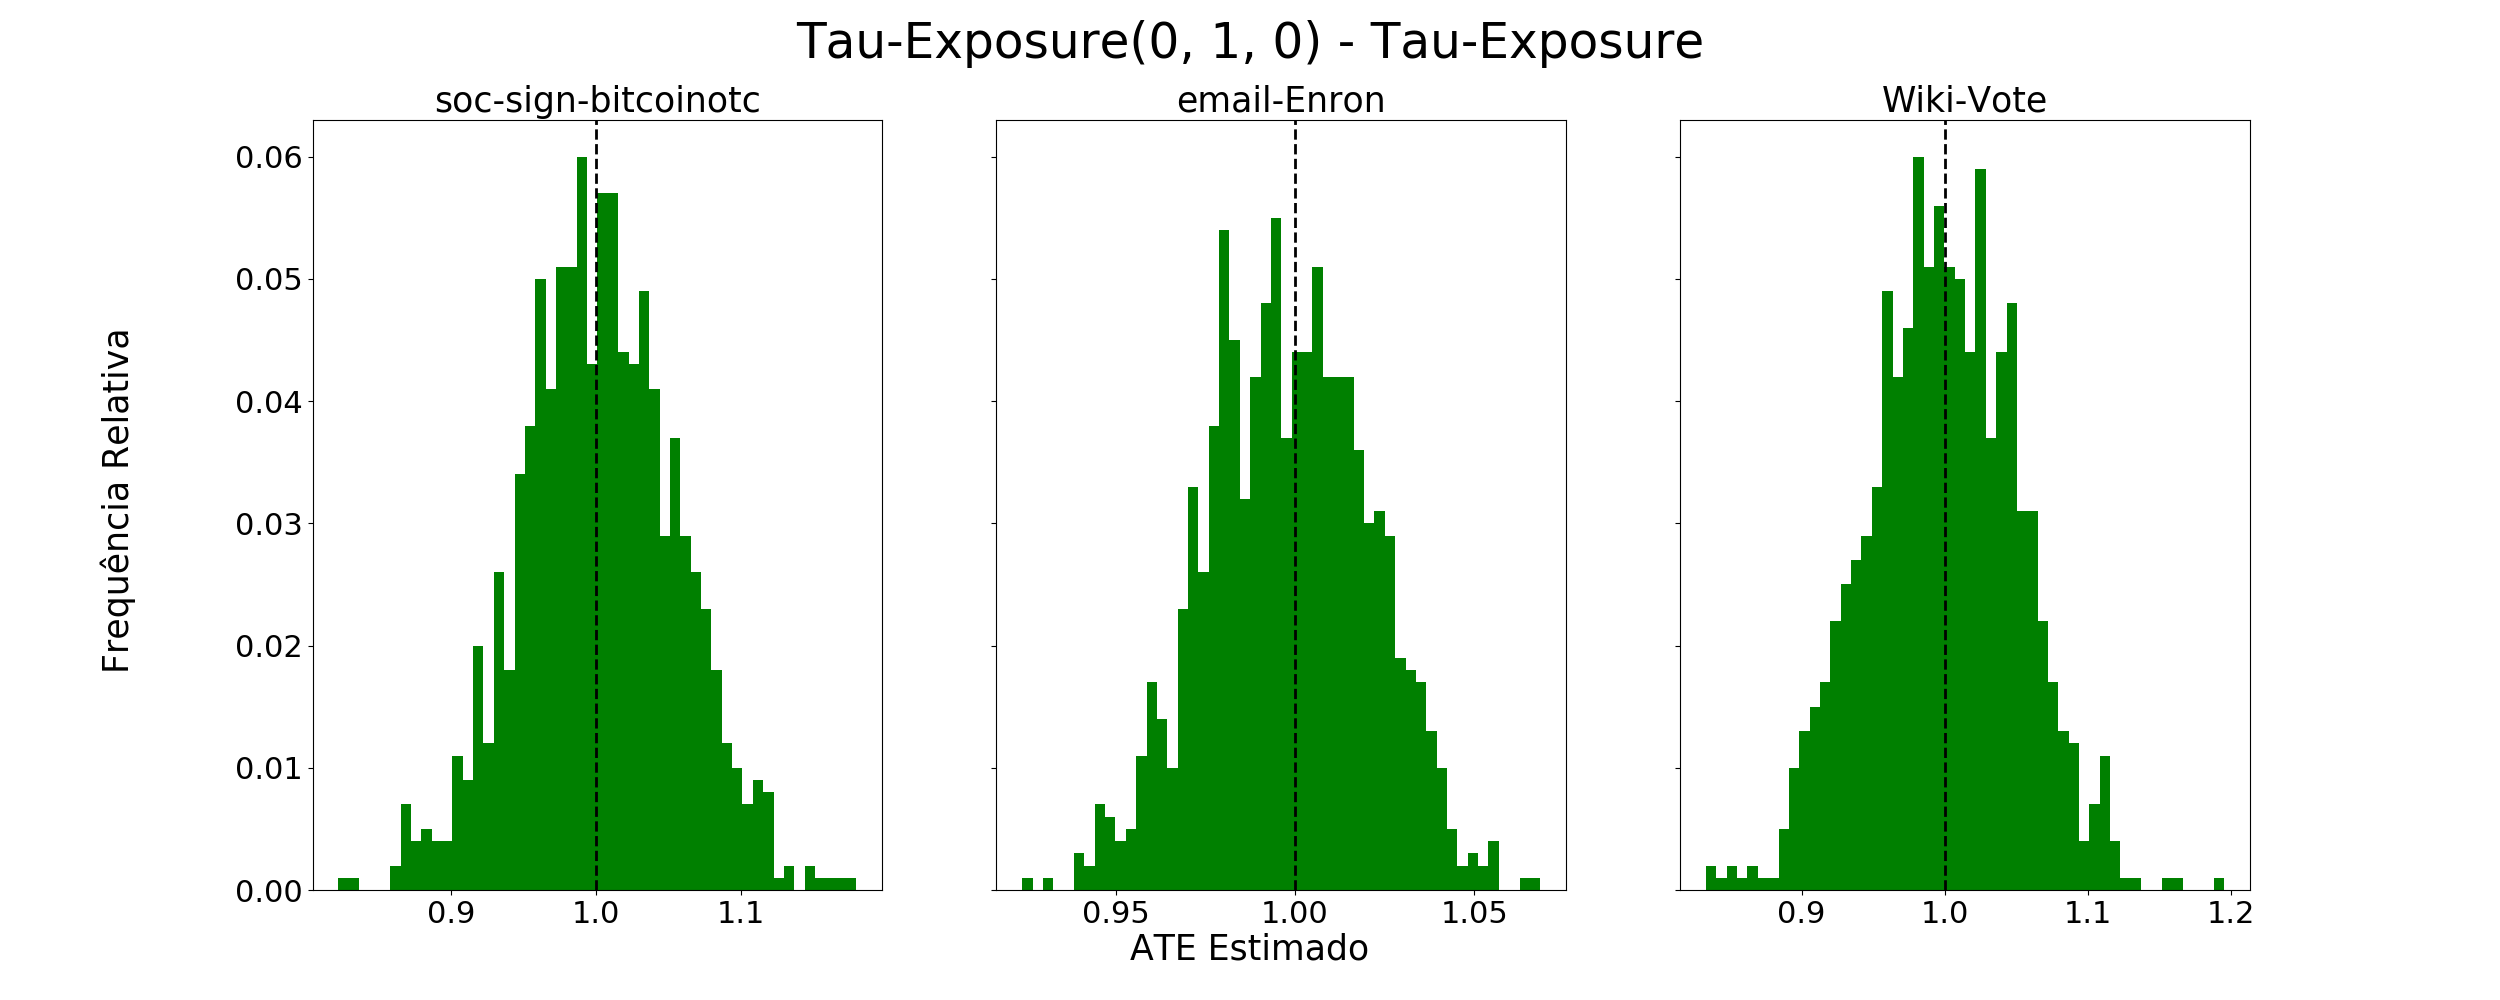 Tau-Exposure(0, 1, 0) - Tau-Exposure
soc-sign-bitcoinotc
email-Enron
Wiki-Vote
Frequência Relativa
0.06
0.05
0.04
0.03
0.02
0.01
0.00
0.9 1.0 1.1
0.95 1.00 1.05
0.9 1.0 1.1 1.2
ATE Estimado